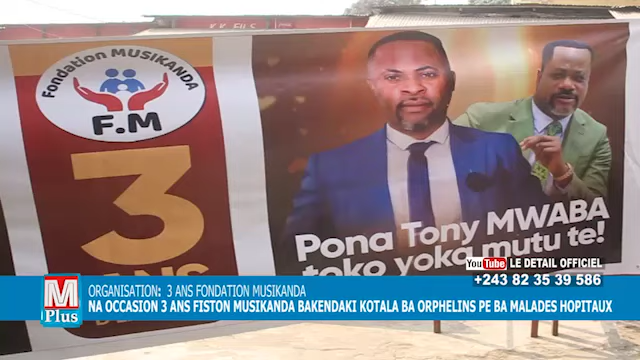 K.K FILS
Fondation MUSIKANDA
F.M
3
ANS
Pona Tony MWABA
toko yoka mutu te!
YouTube LE DETAIL OFFICIEL
+243 82 35 39 586
M
Plus
ORGANISATION: 3 ANS FONDATION MUSIKANDA
NA OCCASION 3 ANS FISTON MUSIKANDA BAKENDAKI KOTALA BA ORPHELINS PE BA MALADES HOPITAUX